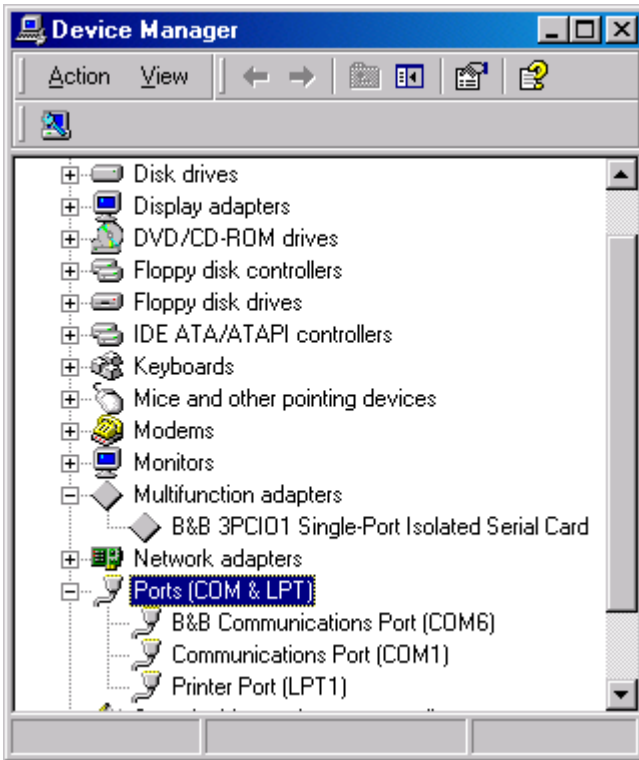 Device Manager
Action View
Disk drives
Display adapters
DVD/CD-ROM drives
Floppy disk controllers
Floppy disk drives
IDE ATA/ATAPI controllers
Keyboards
Mice and other pointing devices
Modems
Monitors
Multifunction adapters
B&B 3PCIO1 Single-Port Isolated Serial Card
Network adapters
Ports (COM & LPT)
B&B Communications Port (COM6)
Communications Port (COM1)
Printer Port (LPT1)